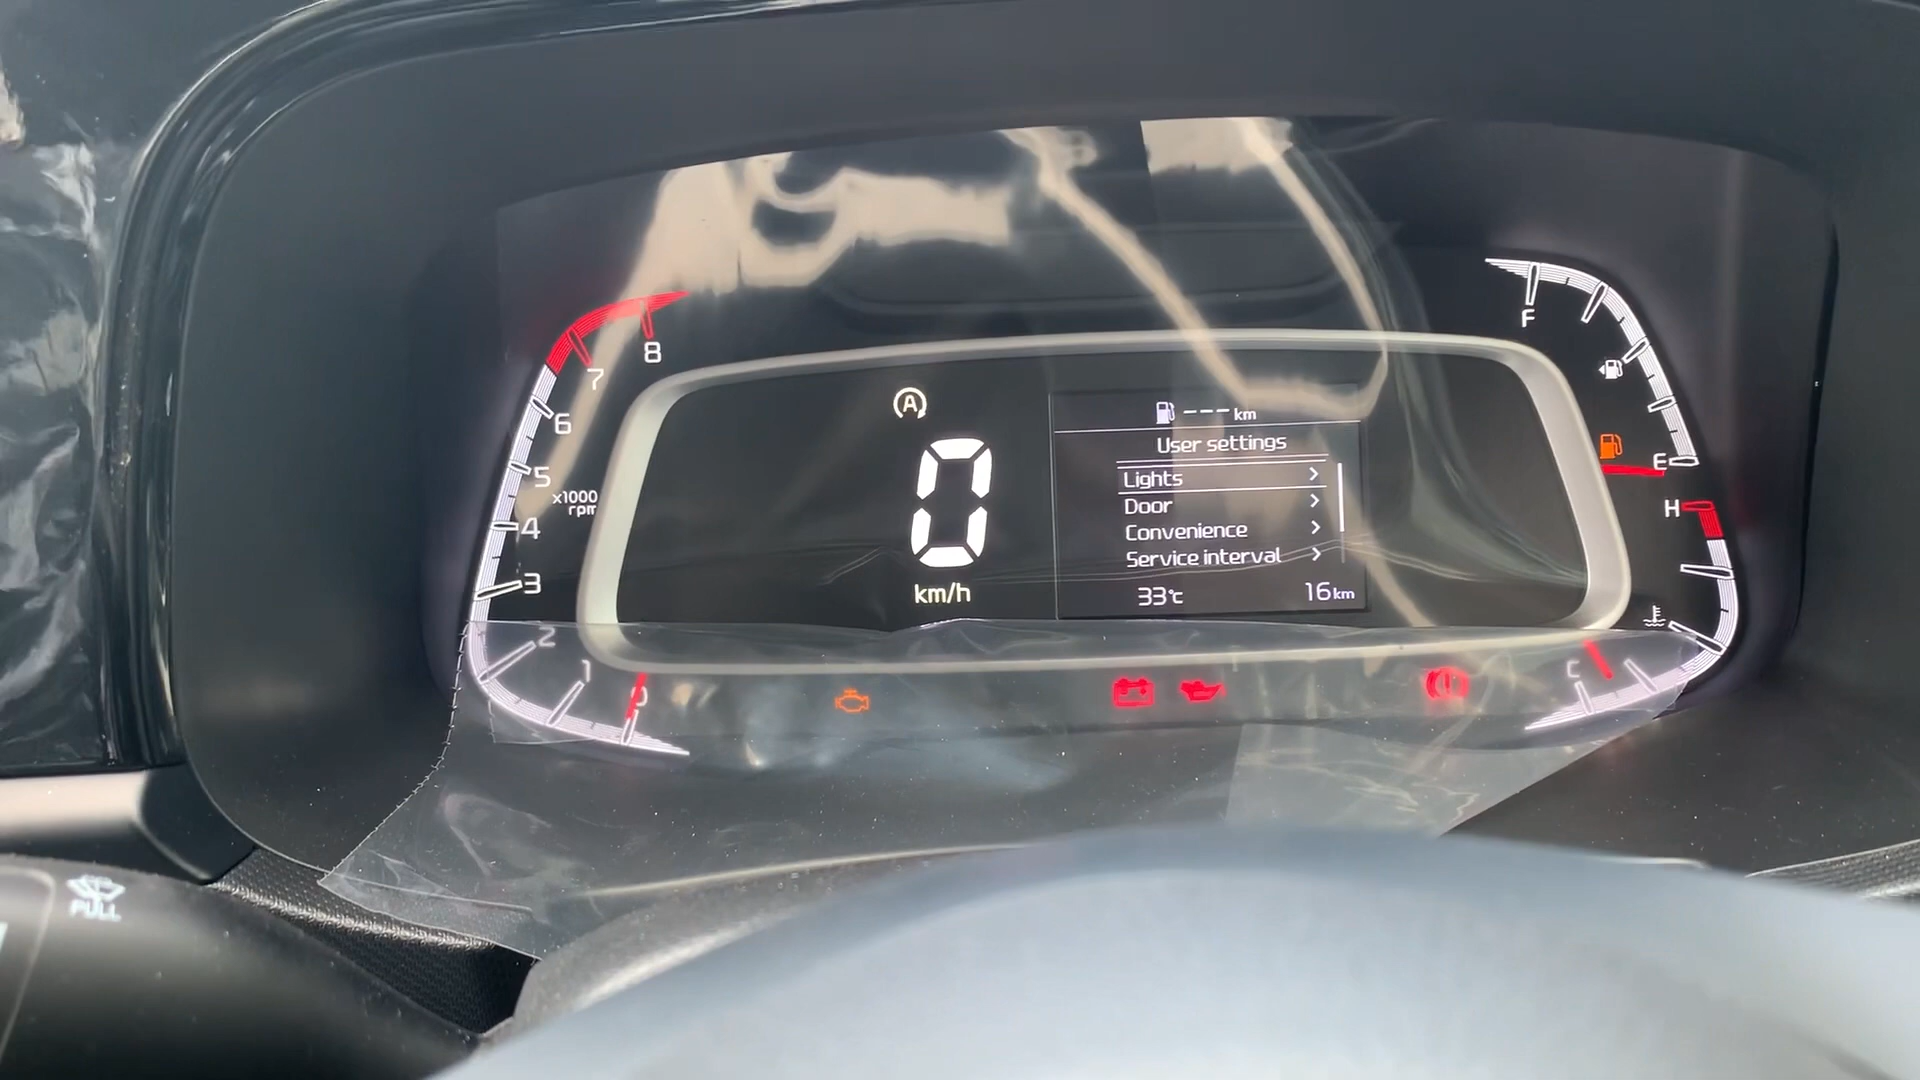 8
7
6
5
x1000
rpm
4
3
2
1
0
A
0
km/h
--- km
User settings
Lights
Door
Convenience
Service interval
33°c
16km
F
E
H
C
PULL